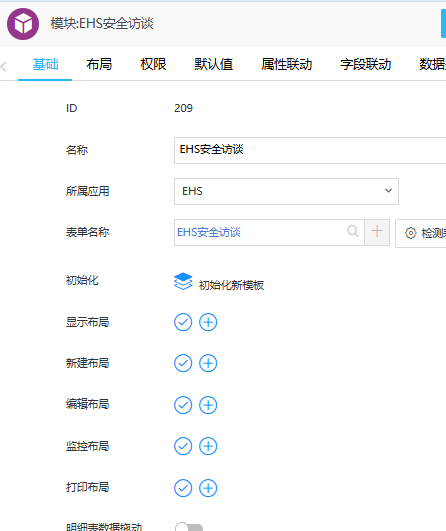 模块:EHS安全访谈
基础 布局 权限 默认值 属性联动 字段联动 数据
ID 209
名称 EHS安全访谈
所属应用 EHS
表单名称 EHS安全访谈 检测
初始化 初始化新模板
显示布局
新建布局
编辑布局
监控布局
打印布局
明细表数据拖动